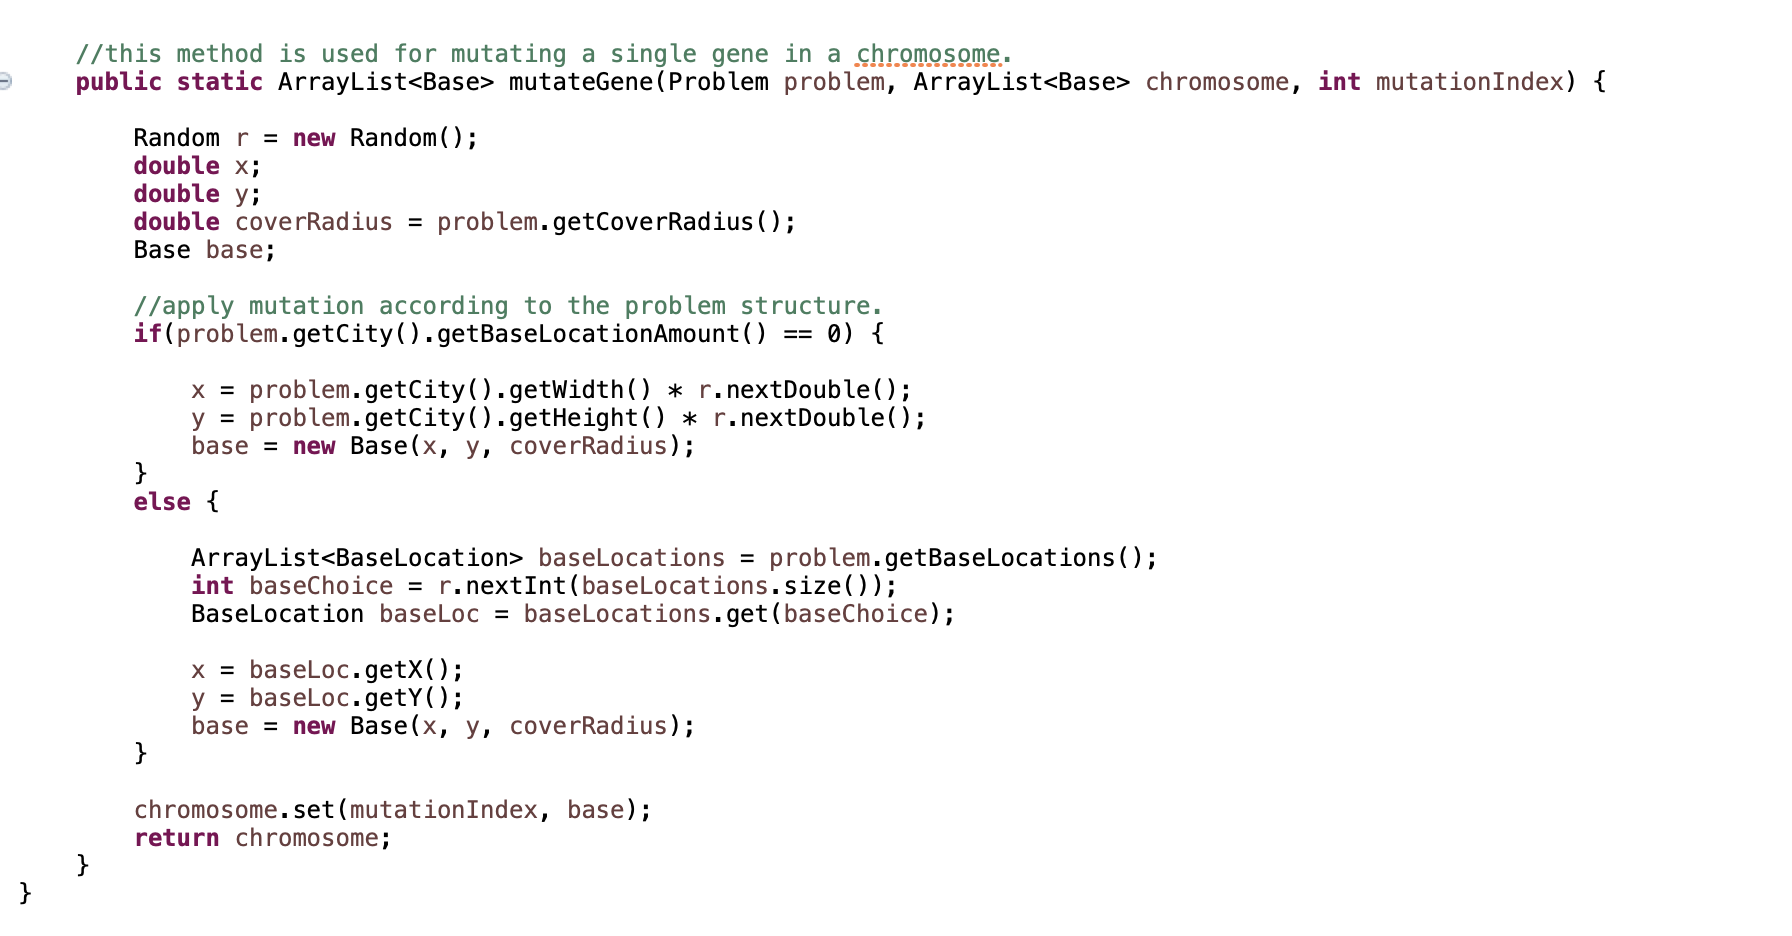 //this method is used for mutating a single gene in a chromosome.
public static ArrayList<Base> mutateGene(Problem problem, ArrayList<Base> chromosome, int mutationIndex) {
Random r = new Random();
double x;
double y;
double coverRadius = problem.getCoverRadius();
Base base;
//apply mutation according to the problem structure.
if(problem.getCity().getBaseLocationAmount() == 0) {
x = problem.getCity().getWidth() * r.nextDouble();
y = problem.getCity().getHeight() * r.nextDouble();
base = new Base(x, y, coverRadius);
}
else {
ArrayList<BaseLocation> baseLocations = problem.getBaseLocations();
int baseChoice = r.nextInt(baseLocations.size());
BaseLocation baseLoc = baseLocations.get(baseChoice);
x = baseLoc.getX();
y = baseLoc.getY();
base = new Base(x, y, coverRadius);
}
chromosome.set(mutationIndex, base);
return chromosome;
}
}